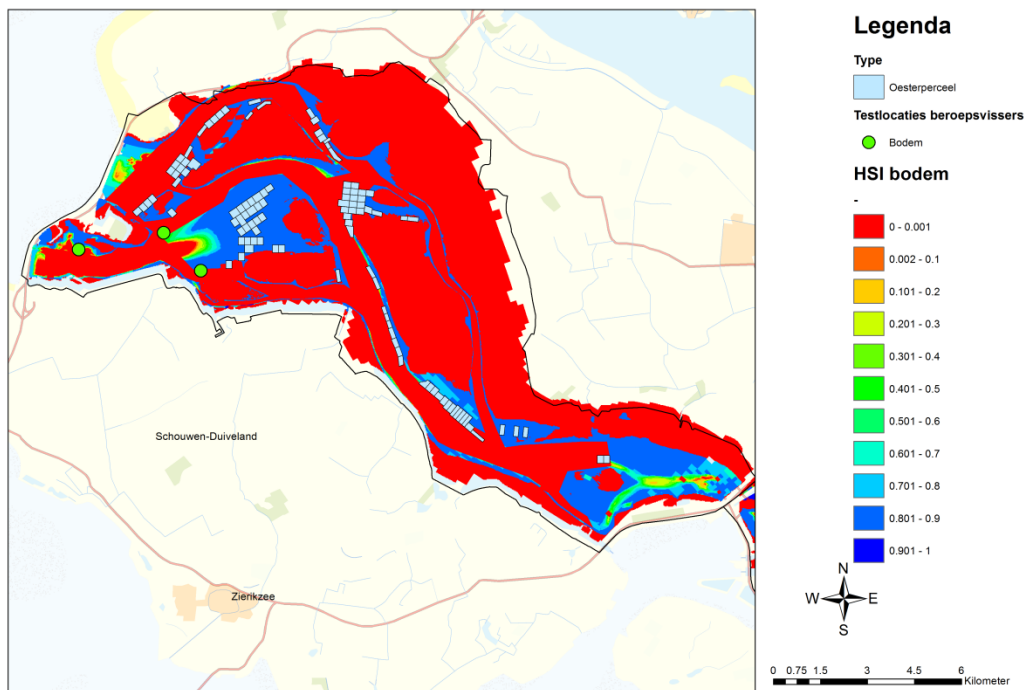 Legenda
Type
Oesterperceel
Testlocaties beroepsvissers
Bodem
HSI bodem
-
0 - 0.001
0.002 - 0.1
0.101 - 0.2
0.201 - 0.3
0.301 - 0.4
0.401 - 0.5
0.501 - 0.6
0.601 - 0.7
0.701 - 0.8
0.801 - 0.9
0.901 - 1
Schouwen-Duiveland
Zierikzee
N
W E
S
0 0.75 1.5 3 4.5 6
Kilometer